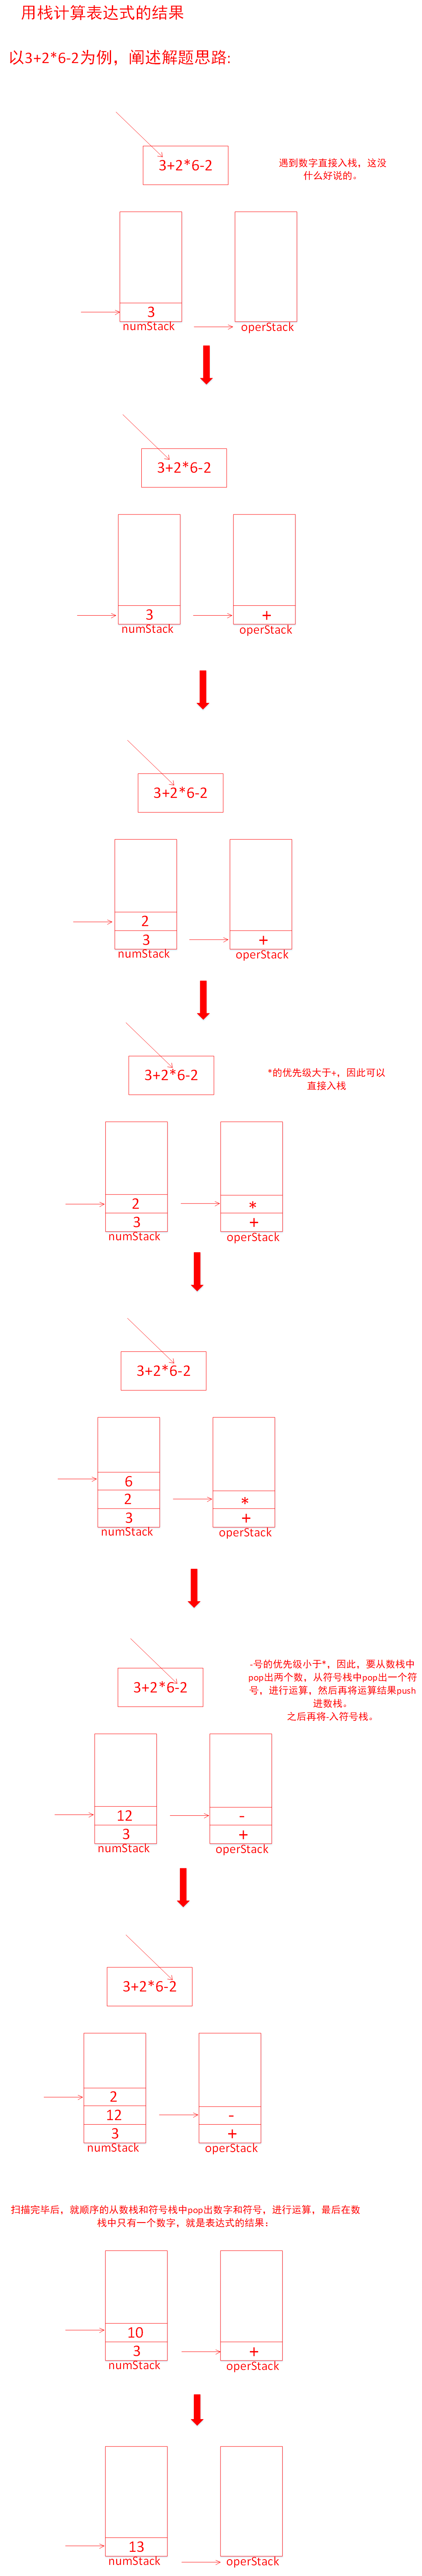 用栈计算表达式的结果
以3+2*6-2为例，阐述解题思路:
3+2*6-2
遇到数字直接入栈，这没
什么好说的。
3
numStack
operStack
3+2*6-2
3
+
numStack
operStack
3+2*6-2
2
3
+
numStack
operStack
3+2*6-2
*的优先级大于+，因此可以
直接入栈
2
*
3
+
numStack
operStack
3+2*6-2
6
2
*
3
+
numStack
operStack
3+2*6-2
-号的优先级小于*，因此，要从数栈中
pop出两个数，从符号栈中pop出一个符
号，进行运算，然后再将运算结果push
进数栈。
之后再将-入符号栈。
12
-
3
+
numStack
operStack
3+2*6-2
2
12
-
3
+
numStack
operStack
扫描完毕后，就顺序的从数栈和符号栈中pop出数字和符号，进行运算，最后在数
栈中只有一个数字，就是表达式的结果：
10
3
+
numStack
operStack
13
numStack
operStack